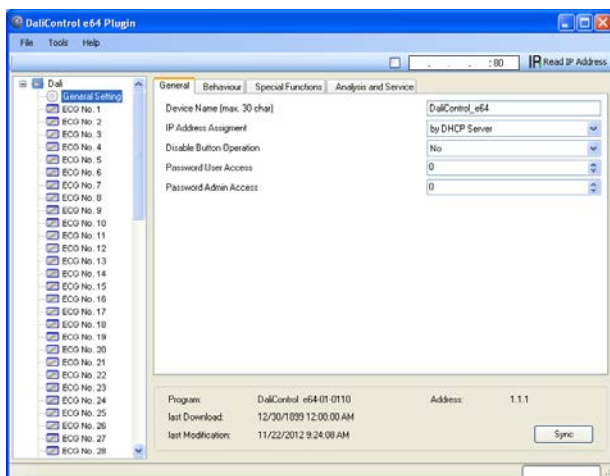 DaliControl e64 Plugin
File Tools Help
. . . :80 IP Read IP Address
Dali
General Setting
ECG No. 1
ECG No. 2
ECG No. 3
ECG No. 4
ECG No. 5
ECG No. 6
ECG No. 7
ECG No. 8
ECG No. 9
ECG No. 10
ECG No. 11
ECG No. 12
ECG No. 13
ECG No. 14
ECG No. 15
ECG No. 16
ECG No. 17
ECG No. 18
ECG No. 19
ECG No. 20
ECG No. 21
ECG No. 22
ECG No. 23
ECG No. 24
ECG No. 25
ECG No. 26
ECG No. 27
ECG No. 28
General Behaviour Special Functions Analysis and Service
Device Name (max. 30 char) DaliControl_e64
IP Address Assigment by DHCP Server
Disable Button Operation No
Password User Access 0
Password Admin Access 0
Program: DaliControl e64-01-0110 Address: 1.1.1
last Download: 12/30/1899 12:00:00 AM
last Modification: 11/22/2012 9:24:08 AM
Sync